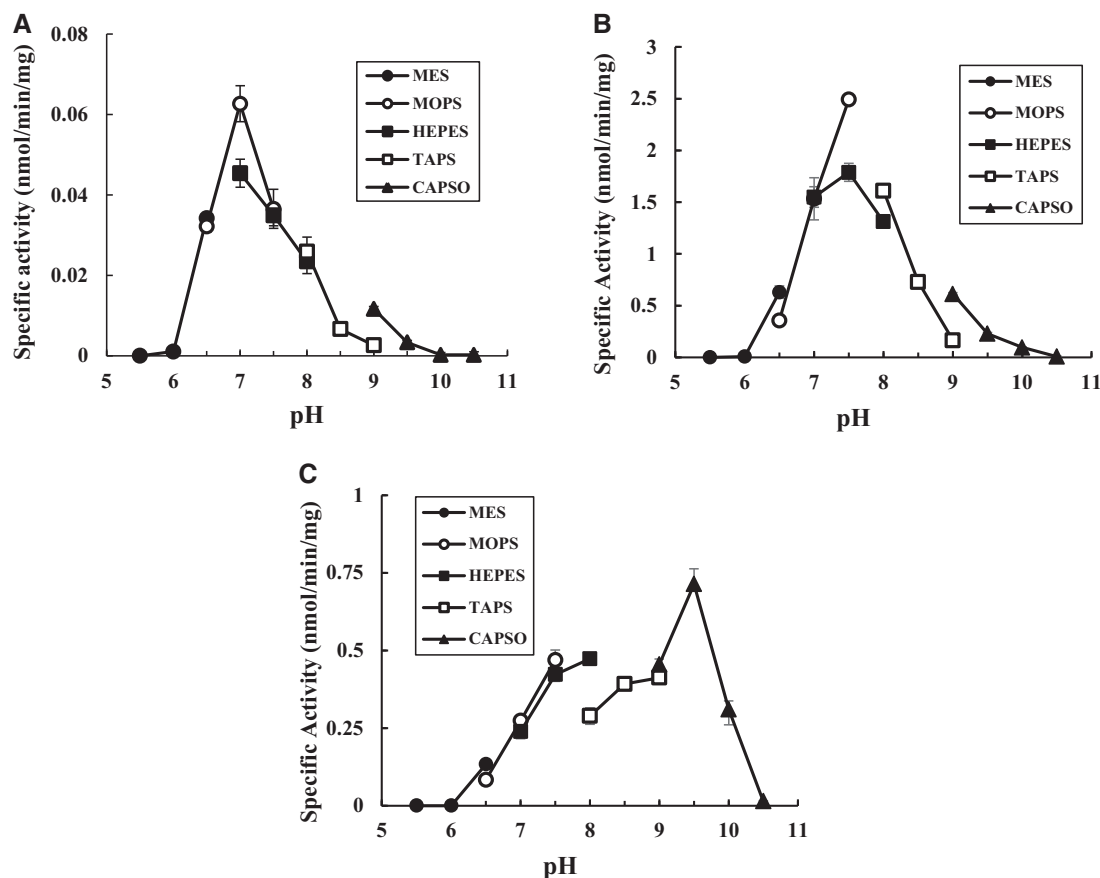 A
Specific activity (nmol/min/mg)
0.08
0.06
0.04
0.02
0
MES
MOPS
HEPES
TAPS
CAPSO
5 6 7 8 9 10 11
pH
B
Specific Activity (nmol/min/mg)
3
2.5
2
1.5
1
0.5
0
MES
MOPS
HEPES
TAPS
CAPSO
5 6 7 8 9 10 11
pH
C
Specific Activity (nmol/min/mg)
1
0.75
0.5
0.25
0
MES
MOPS
HEPES
TAPS
CAPSO
5 6 7 8 9 10 11
pH